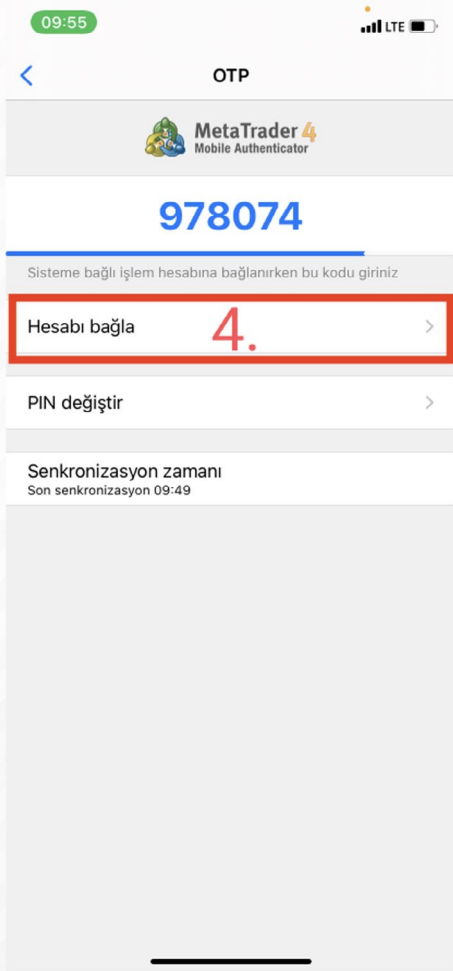 09:55
LTE
OTP
MetaTrader 4
Mobile Authenticator
978074
Sisteme bağlı işlem hesabına bağlanırken bu kodu giriniz
Hesabı bağla 4.
PIN değiştir
Senkronizasyon zamanı
Son senkronizasyon 09:49